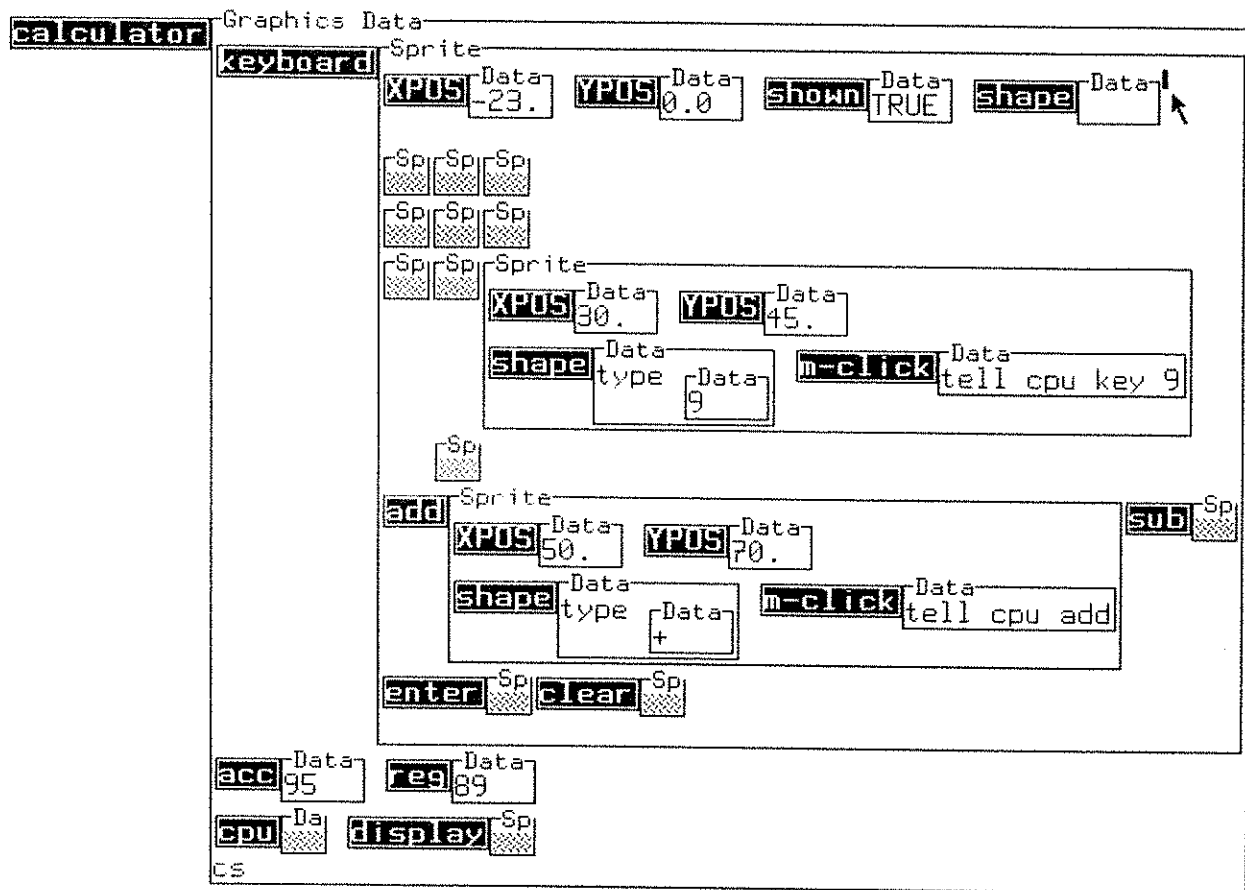 calculator Graphics Data
keyboard Sprite
XPOS Data -23. YPOS Data 0.0 shown Data TRUE shape Data
Sp Sp Sp
Sp Sp Sp
Sp Sp Sprite
XPOS Data 30. YPOS Data 45.
shape Data type Data 9 m-click Data tell cpu key 9
Sp
add Sprite sub Sp
XPOS Data 50. YPOS Data 70.
shape Data type Data + m-click Data tell cpu add
enter Sp clear Sp
acc Data 95 reg Data 89
cpu Da display Sp
cs